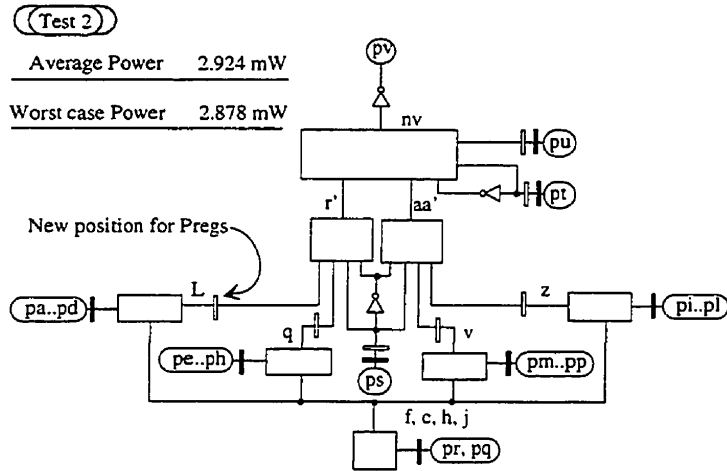 Test 2
Average Power 2.924 mW
Worst case Power 2.878 mW
pv
nv
pu
pt
r' aa'
New position for Pregs
L z
pa..pd pi..pl
q v
pe..ph pm..pp
ps
f, c, h, j
pr, pq